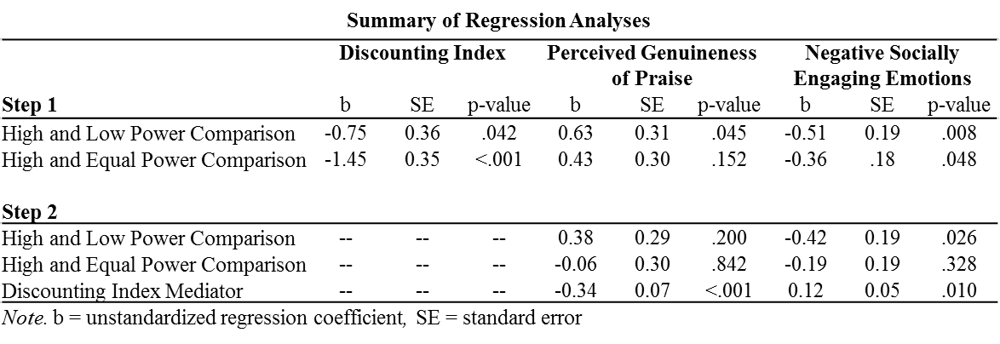 Summary of Regression Analyses
Discounting Index Perceived Genuineness of Praise Negative Socially Engaging Emotions
Step 1 b SE p-value b SE p-value b SE p-value
High and Low Power Comparison -0.75 0.36 .042 0.63 0.31 .045 -0.51 0.19 .008
High and Equal Power Comparison -1.45 0.35 <.001 0.43 0.30 .152 -0.36 .18 .048
Step 2
High and Low Power Comparison -- -- -- 0.38 0.29 .200 -0.42 0.19 .026
High and Equal Power Comparison -- -- -- -0.06 0.30 .842 -0.19 0.19 .328
Discounting Index Mediator -- -- -- -0.34 0.07 <.001 0.12 0.05 .010
Note. b = unstandardized regression coefficient, SE = standard error